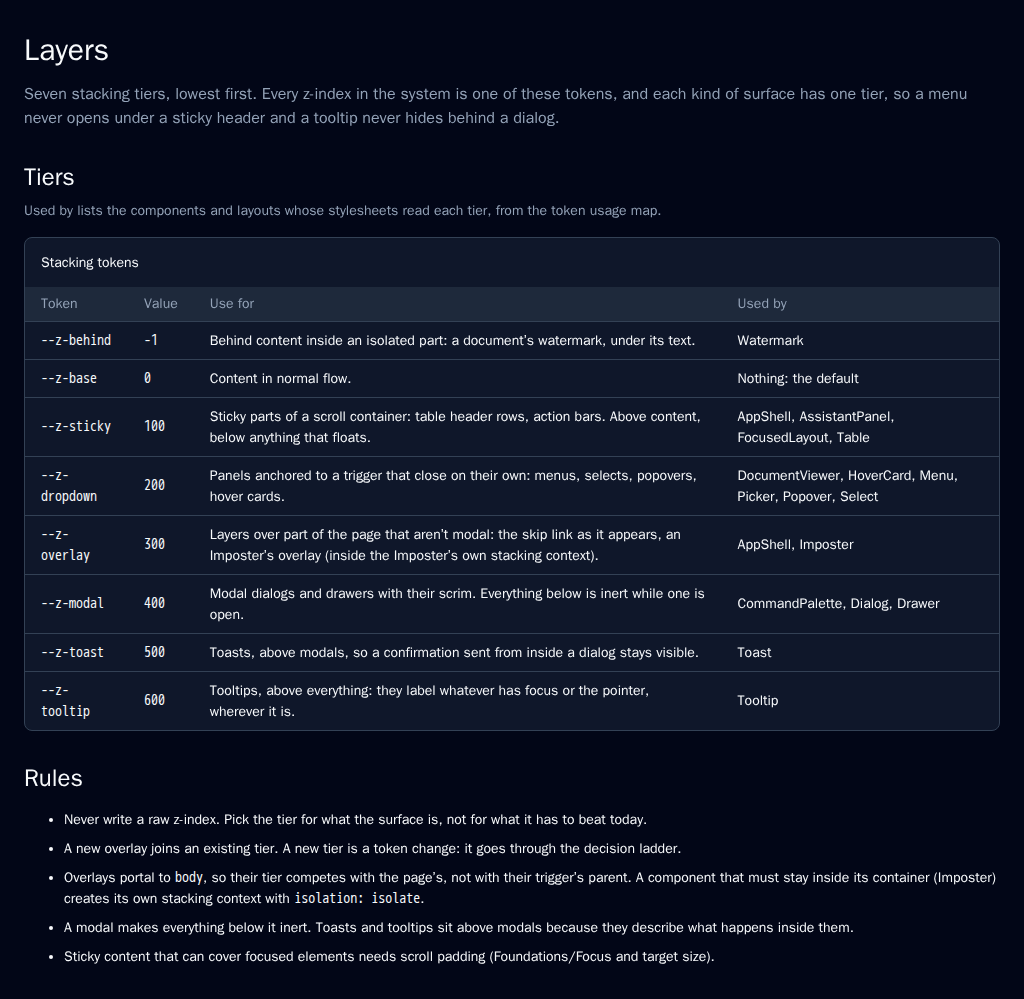 Layers
Seven stacking tiers, lowest first. Every z-index in the system is one of these tokens, and each kind of surface has one tier, so a menu
never opens under a sticky header and a tooltip never hides behind a dialog.
Tiers
Used by lists the components and layouts whose stylesheets read each tier, from the token usage map.
Stacking tokens
Token Value Use for Used by
--z-behind -1 Behind content inside an isolated part: a document's watermark, under its text. Watermark
--z-base 0 Content in normal flow. Nothing: the default
--z-sticky 100 Sticky parts of a scroll container: table header rows, action bars. Above content, AppShell, AssistantPanel,
below anything that floats. FocusedLayout, Table
--z- 200 Panels anchored to a trigger that close on their own: menus, selects, popovers, DocumentViewer, HoverCard, Menu,
dropdown hover cards. Picker, Popover, Select
--z- 300 Layers over part of the page that aren't modal: the skip link as it appears, an AppShell, Imposter
overlay Imposter's overlay (inside the Imposter's own stacking context).
--z-modal 400 Modal dialogs and drawers with their scrim. Everything below is inert while one is CommandPalette, Dialog, Drawer
open.
--z-toast 500 Toasts, above modals, so a confirmation sent from inside a dialog stays visible. Toast
--z- 600 Tooltips, above everything: they label whatever has focus or the pointer, Tooltip
tooltip wherever it is.
Rules
• Never write a raw z-index. Pick the tier for what the surface is, not for what it has to beat today.
• A new overlay joins an existing tier. A new tier is a token change: it goes through the decision ladder.
• Overlays portal to body, so their tier competes with the page's, not with their trigger's parent. A component that must stay inside its container (Imposter)
creates its own stacking context with isolation: isolate.
• A modal makes everything below it inert. Toasts and tooltips sit above modals because they describe what happens inside them.
• Sticky content that can cover focused elements needs scroll padding (Foundations/Focus and target size).